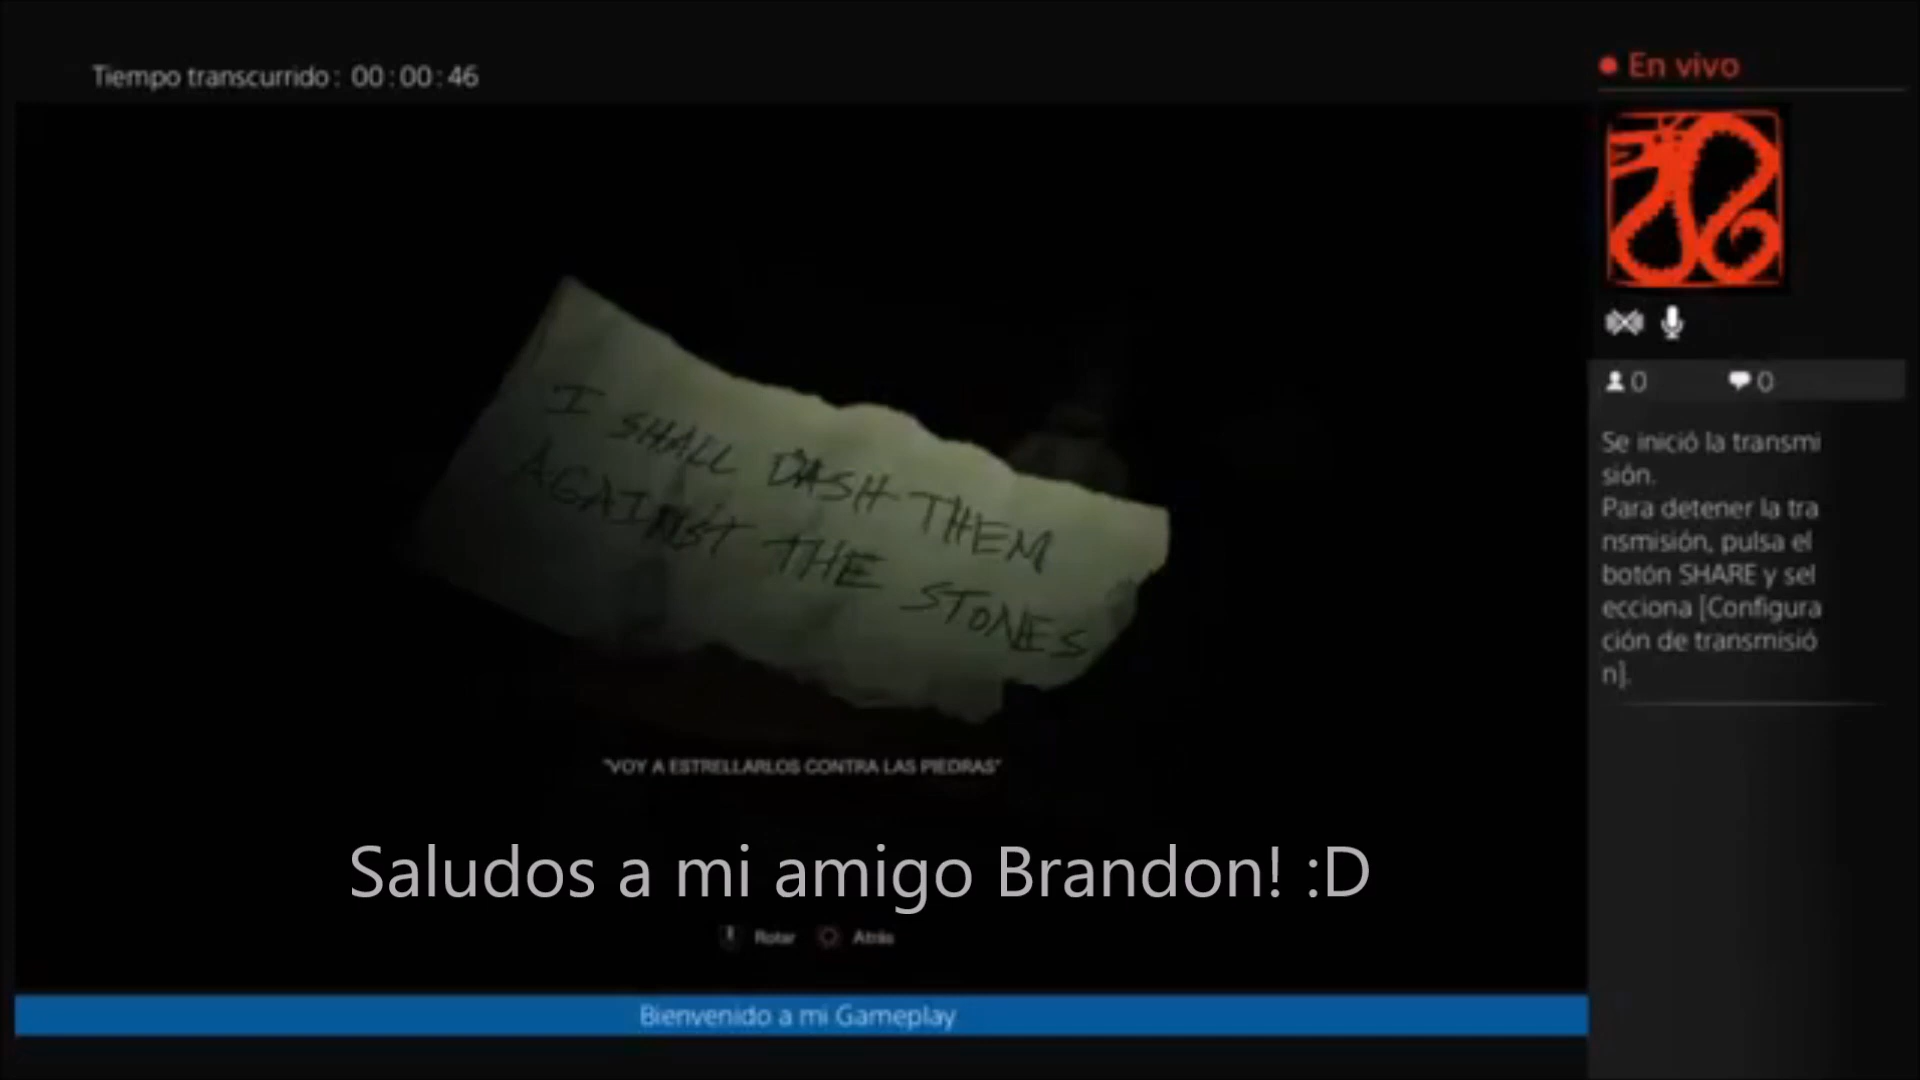 Tiempo transcurrido: 00:00:46
En vivo
0 0
Se inició la transmi
sión.
Para detener la tra
nsmisión, pulsa el
botón SHARE y sel
ecciona [Configura
ción de transmisió
n].
I SHALL DASH THEM
AGAINST THE STONES
"VOY A ESTRELLARLOS CONTRA LAS PIEDRAS"
Saludos a mi amigo Brandon! :D
Rotar Atrás
Bienvenido a mi Gameplay